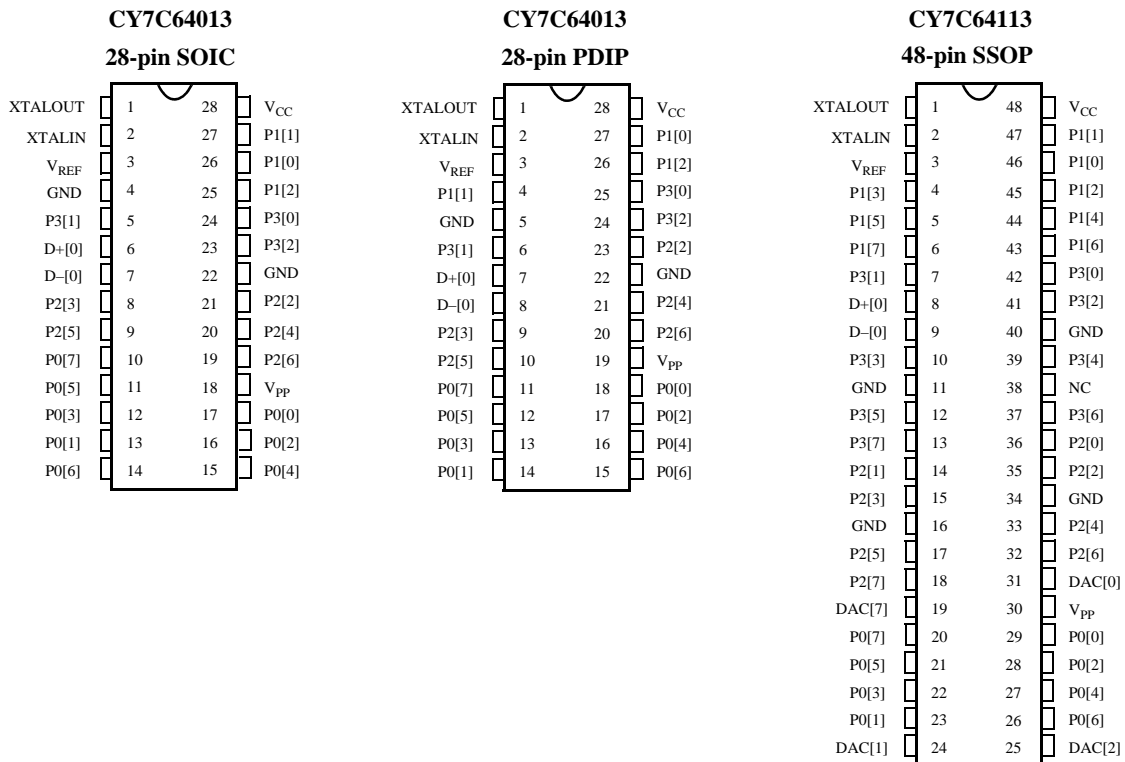 CY7C64013
28-pin SOIC
XTALOUT 1 28 VCC
XTALIN 2 27 P1[1]
VREF 3 26 P1[0]
GND 4 25 P1[2]
P3[1] 5 24 P3[0]
D+[0] 6 23 P3[2]
D–[0] 7 22 GND
P2[3] 8 21 P2[2]
P2[5] 9 20 P2[4]
P0[7] 10 19 P2[6]
P0[5] 11 18 VPP
P0[3] 12 17 P0[0]
P0[1] 13 16 P0[2]
P0[6] 14 15 P0[4]
CY7C64013
28-pin PDIP
XTALOUT 1 28 VCC
XTALIN 2 27 P1[0]
VREF 3 26 P1[2]
P1[1] 4 25 P3[0]
GND 5 24 P3[2]
P3[1] 6 23 P2[2]
D+[0] 7 22 GND
D–[0] 8 21 P2[4]
P2[3] 9 20 P2[6]
P2[5] 10 19 VPP
P0[7] 11 18 P0[0]
P0[5] 12 17 P0[2]
P0[3] 13 16 P0[4]
P0[1] 14 15 P0[6]
CY7C64113
48-pin SSOP
XTALOUT 1 48 VCC
XTALIN 2 47 P1[1]
VREF 3 46 P1[0]
P1[3] 4 45 P1[2]
P1[5] 5 44 P1[4]
P1[7] 6 43 P1[6]
P3[1] 7 42 P3[0]
D+[0] 8 41 P3[2]
D–[0] 9 40 GND
P3[3] 10 39 P3[4]
GND 11 38 NC
P3[5] 12 37 P3[6]
P3[7] 13 36 P2[0]
P2[1] 14 35 P2[2]
P2[3] 15 34 GND
GND 16 33 P2[4]
P2[5] 17 32 P2[6]
P2[7] 18 31 DAC[0]
DAC[7] 19 30 VPP
P0[7] 20 29 P0[0]
P0[5] 21 28 P0[2]
P0[3] 22 27 P0[4]
P0[1] 23 26 P0[6]
DAC[1] 24 25 DAC[2]